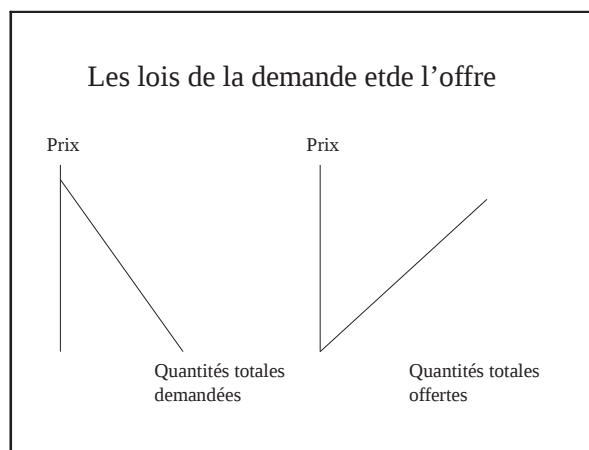 Les lois de la demande etde l’offre
Prix
Prix
Quantités totales
demandées
Quantités totales
offertes